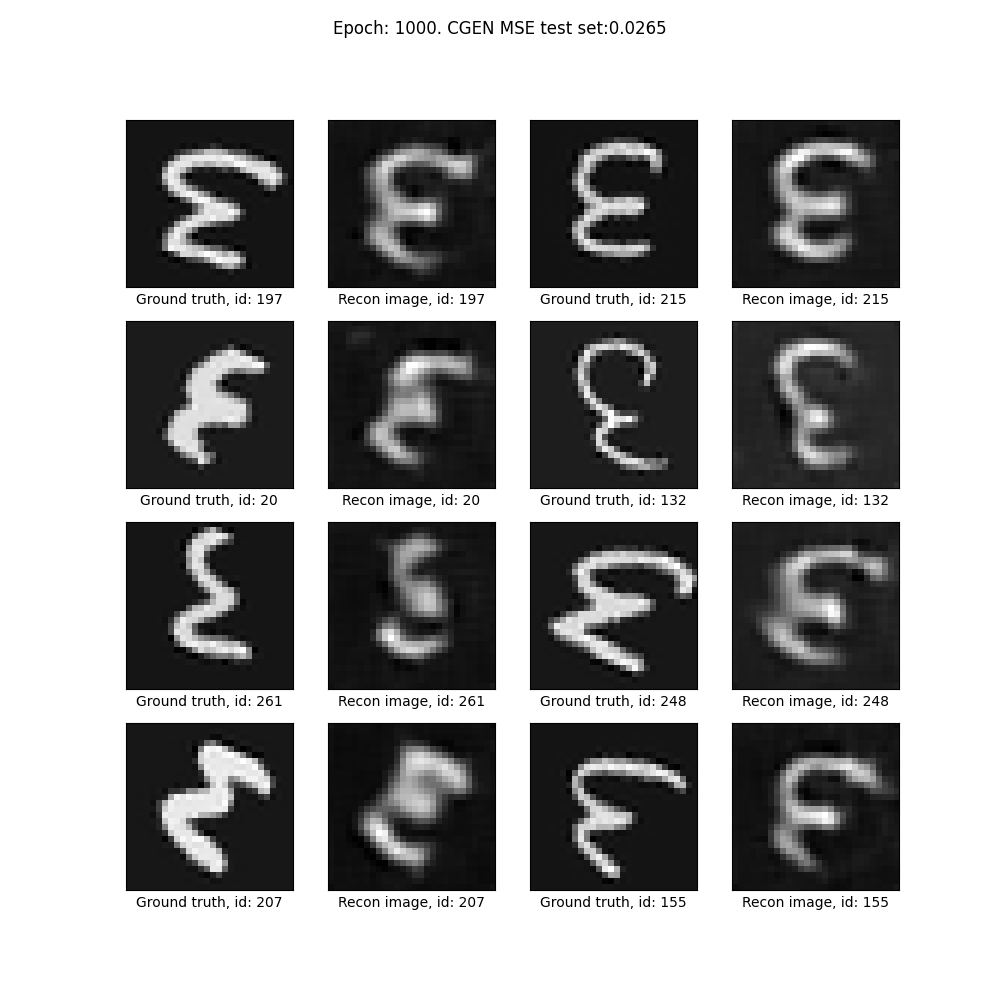 Epoch: 1000. CGEN MSE test set:0.0265
Ground truth, id: 197
Recon image, id: 197
Ground truth, id: 215
Recon image, id: 215
Ground truth, id: 20
Recon image, id: 20
Ground truth, id: 132
Recon image, id: 132
Ground truth, id: 261
Recon image, id: 261
Ground truth, id: 248
Recon image, id: 248
Ground truth, id: 207
Recon image, id: 207
Ground truth, id: 155
Recon image, id: 155